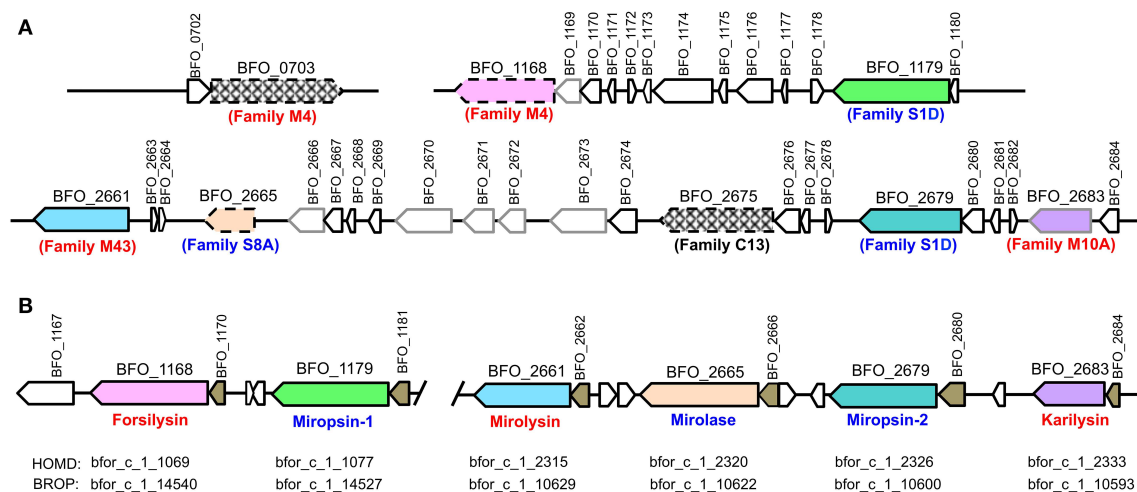 A
BFO_0702
BFO_0703
(Family M4)
BFO_1168
(Family M4)
BFO_1169
BFO_1170
BFO_1171
BFO_1172
BFO_1173
BFO_1174
BFO_1175
BFO_1176
BFO_1177
BFO_1178
BFO_1179
(Family S1D)
BFO_1180
BFO_2661
(Family M43)
BFO_2663
BFO_2664
BFO_2665
(Family S8A)
BFO_2666
BFO_2667
BFO_2668
BFO_2669
BFO_2670
BFO_2671
BFO_2672
BFO_2673
BFO_2674
BFO_2675
(Family C13)
BFO_2676
BFO_2677
BFO_2678
BFO_2679
(Family S1D)
BFO_2680
BFO_2681
BFO_2682
BFO_2683
(Family M10A)
BFO_2684
B
BFO_1167
BFO_1168
Forsilysin
BFO_1170
BFO_1179
Miropsin-1
BFO_1181
BFO_2661
Mirolysin
BFO_2662
BFO_2665
Mirolase
BFO_2666
BFO_2679
Miropsin-2
BFO_2680
BFO_2683
Karilysin
BFO_2684
HOMD: bfor_c_1_1069 bfor_c_1_1077 bfor_c_1_2315 bfor_c_1_2320 bfor_c_1_2326 bfor_c_1_2333
BROP: bfor_c_1_14540 bfor_c_1_14527 bfor_c_1_10629 bfor_c_1_10622 bfor_c_1_10600 bfor_c_1_10593